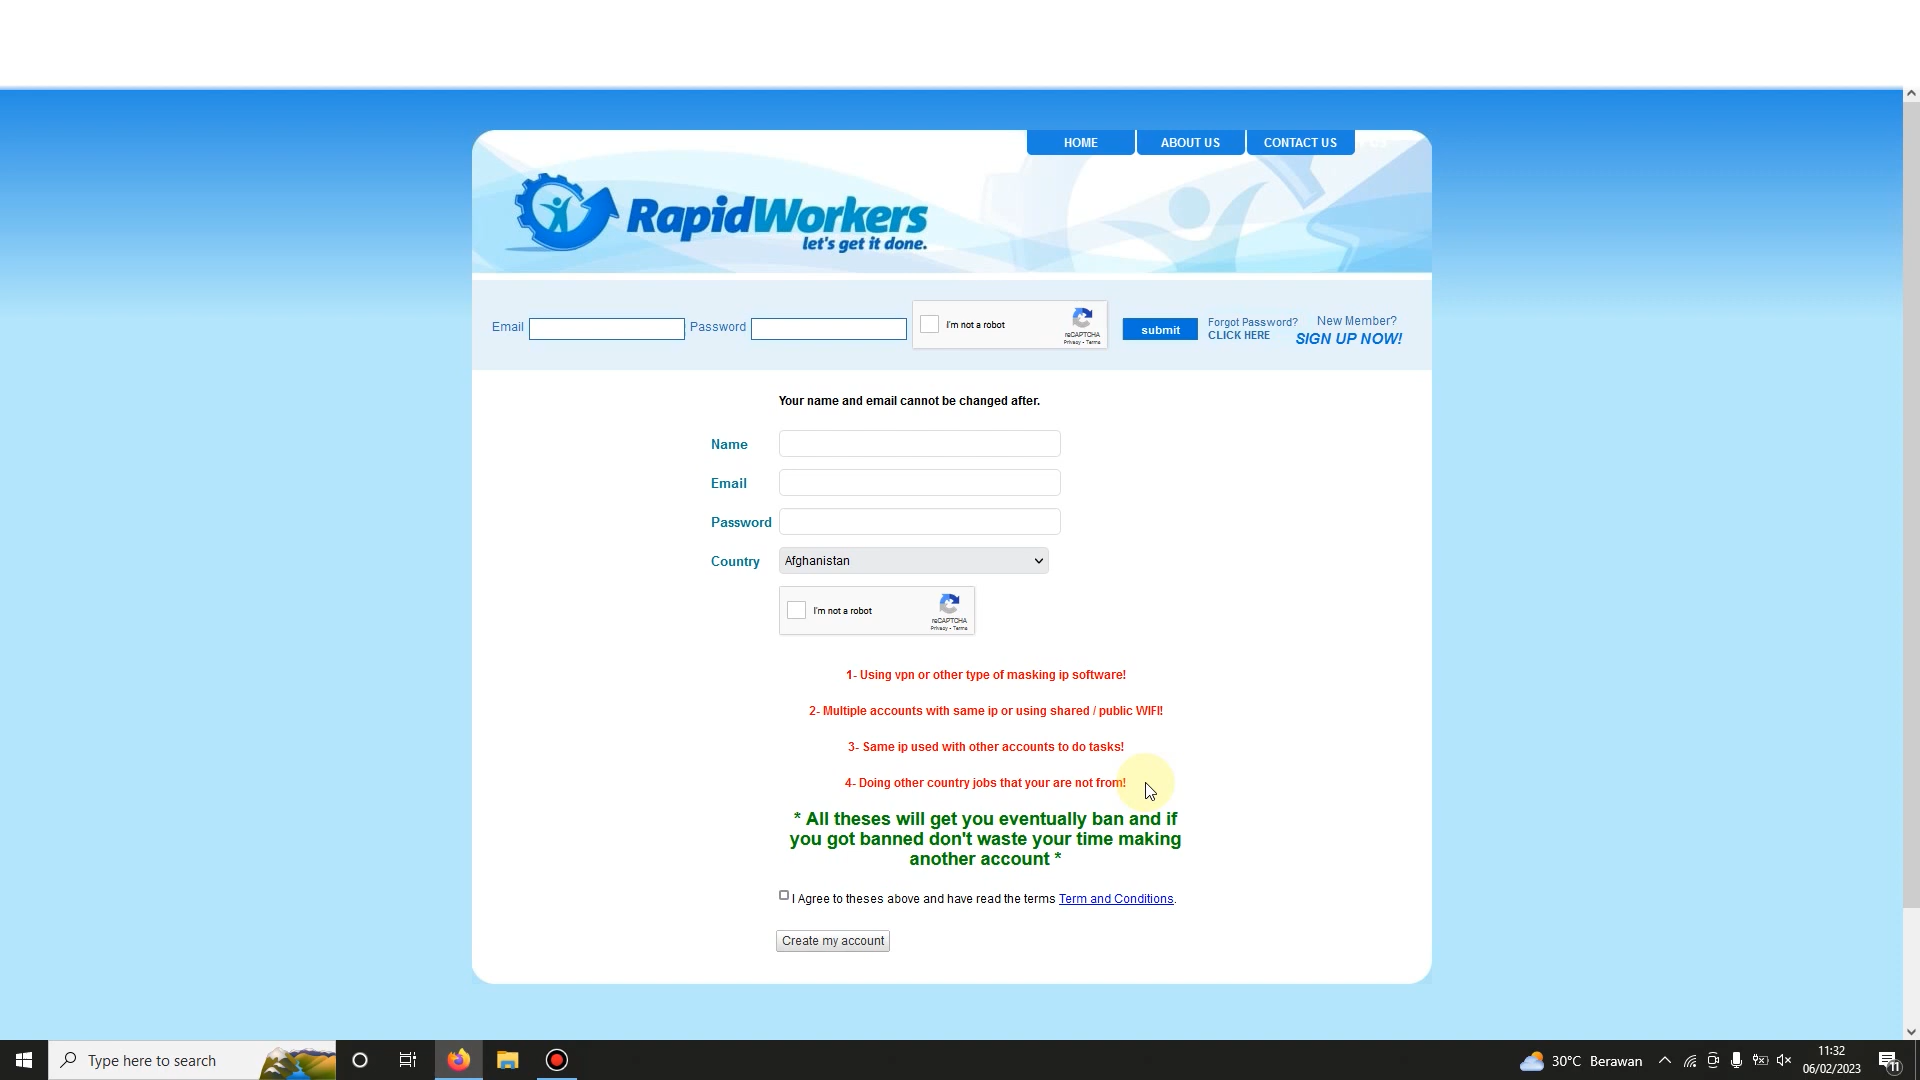 HOME
ABOUT US
CONTACT US
RapidWorkers
let's get it done.
Email
Password
I'm not a robot
reCAPTCHA
Privacy - Terms
submit
Forgot Password?
CLICK HERE
New Member?
SIGN UP NOW!
Your name and email cannot be changed after.
Name
Email
Password
Country
Afghanistan
I'm not a robot
reCAPTCHA
Privacy - Terms
1- Using vpn or other type of masking ip software!
2- Multiple accounts with same ip or using shared / public WIFI!
3- Same ip used with other accounts to do tasks!
4- Doing other country jobs that your are not from!
* All theses will get you eventually ban and if
you got banned don't waste your time making
another account *
I Agree to theses above and have read the terms Term and Conditions.
Create my account
Type here to search
30°C Berawan
11:32
06/02/2023
11